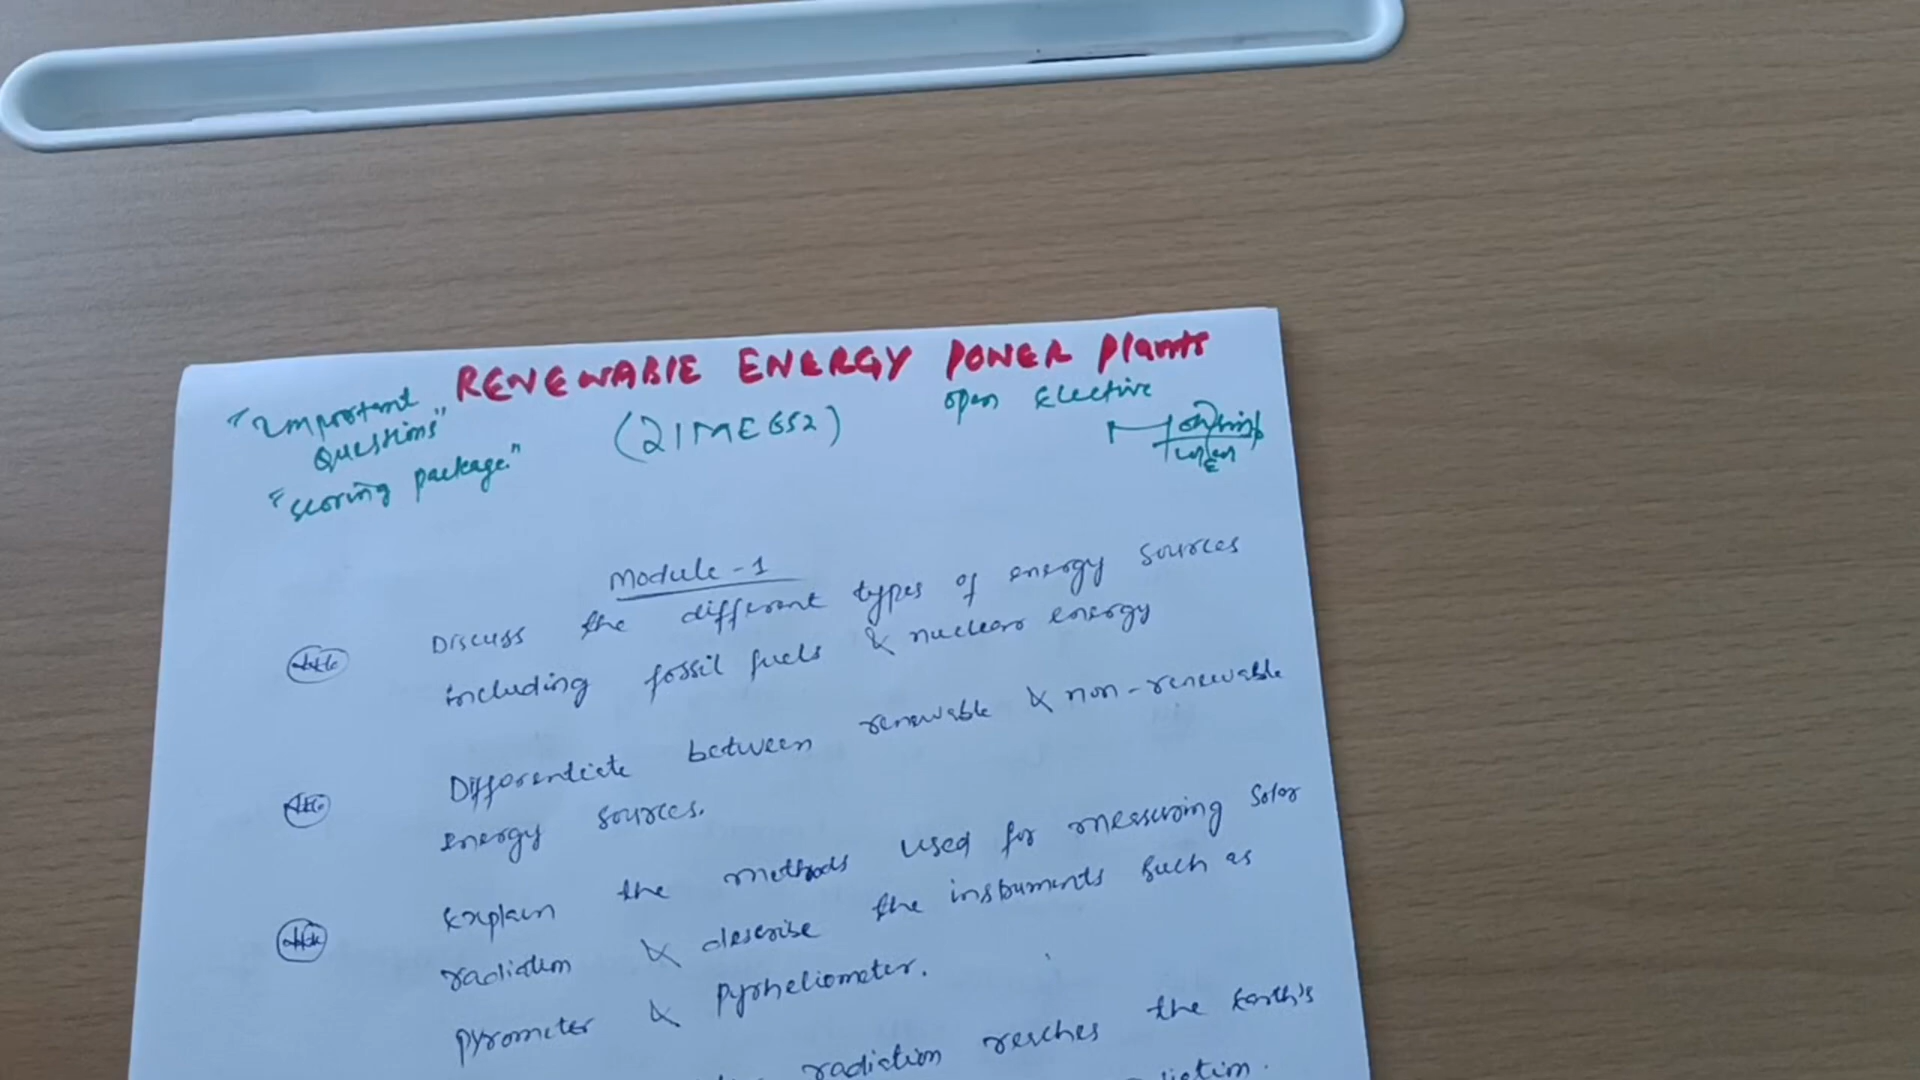 RENEWABLE ENERGY POWER Plants
"Important Questions"
(21ME652)
open Elective
"scoring package"
Module-1
Discuss the different types of energy sources
including fossil fuels & nuclear energy
Differentiate between renewable & non-renewable
energy sources.
Explain the methods used for measuring solar
radiation & describe the instruments such as
pyrometer & pyrheliometer.
radiation reaches the Earth's